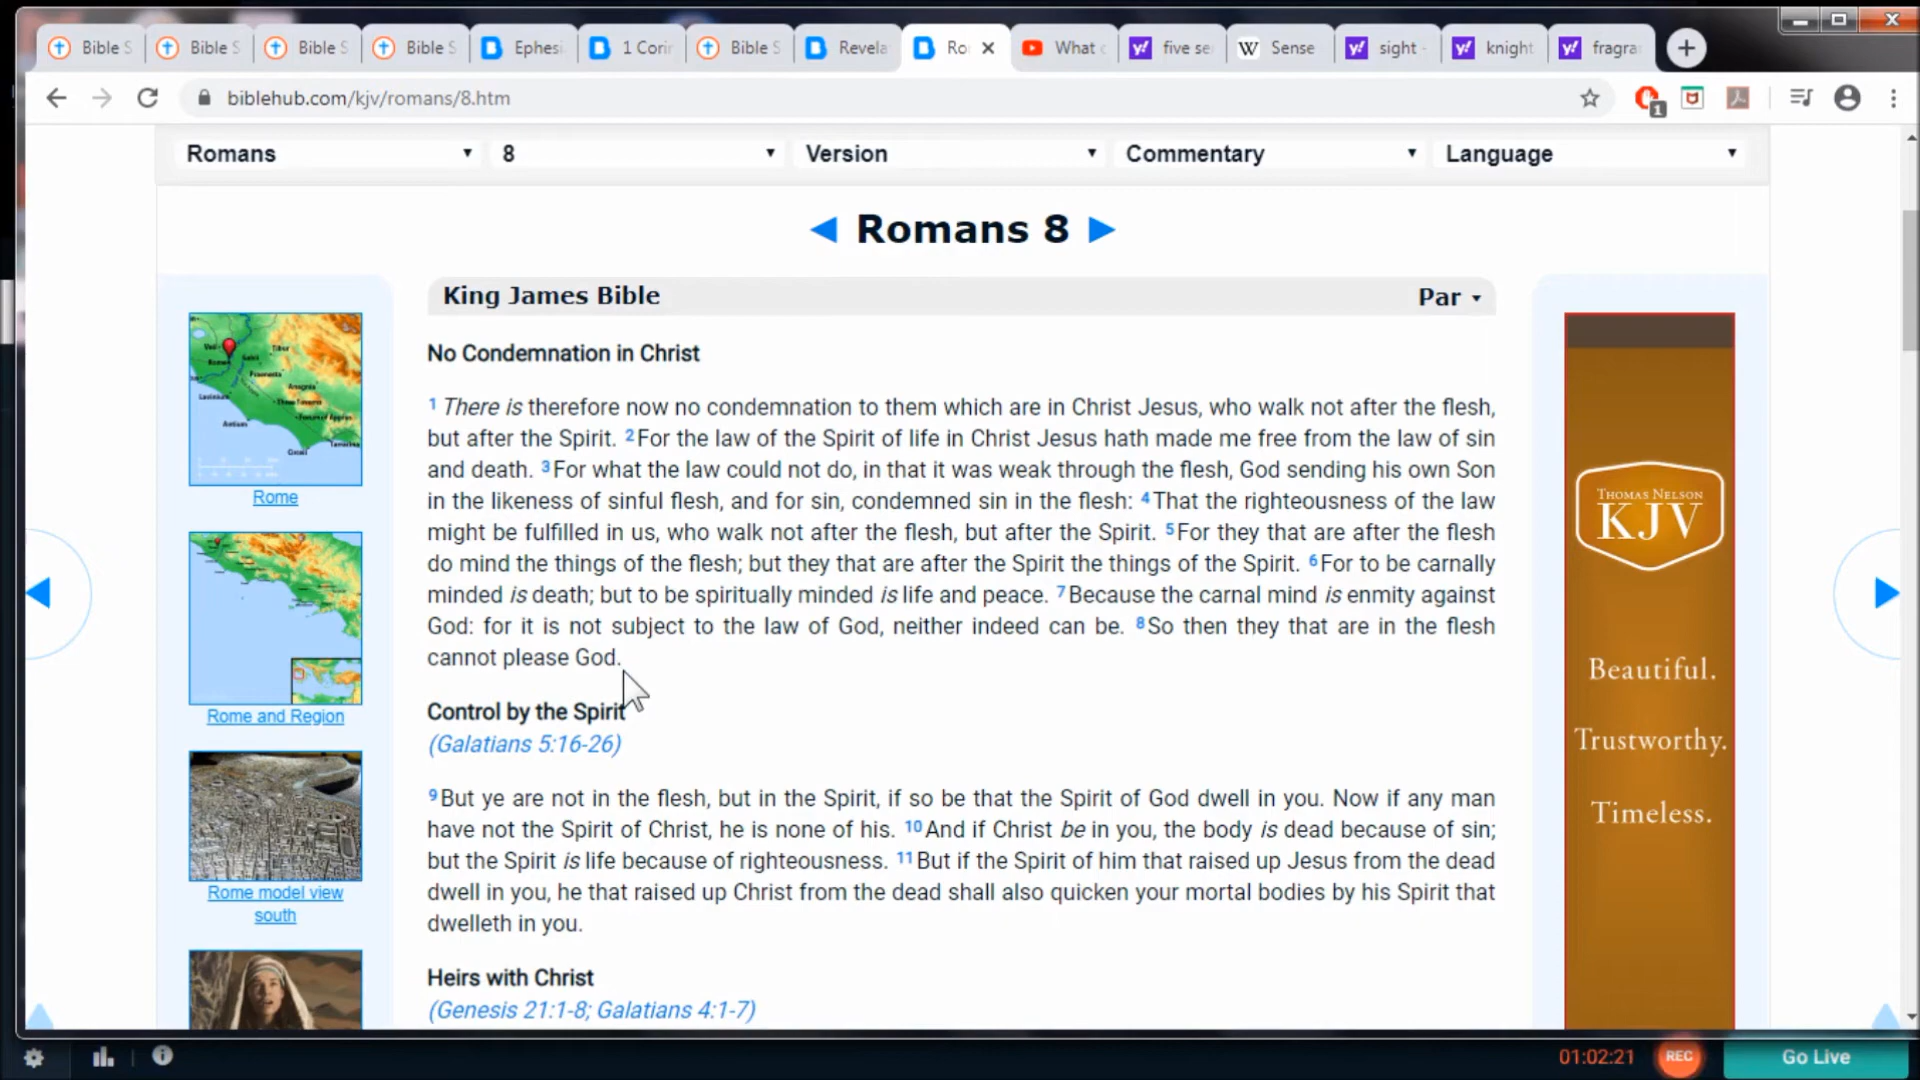 Bible S Bible S Bible S Bible S Ephesi 1 Corin Bible S Revela Ro What c five se Sense sight - knight fragra
biblehub.com/kjv/romans/8.htm
1
Romans 8 Version Commentary Language
Romans 8
King James Bible Par
No Condemnation in Christ
1 There is therefore now no condemnation to them which are in Christ Jesus, who walk not after the flesh,
but after the Spirit. 2 For the law of the Spirit of life in Christ Jesus hath made me free from the law of sin
and death. 3 For what the law could not do, in that it was weak through the flesh, God sending his own Son
in the likeness of sinful flesh, and for sin, condemned sin in the flesh: 4 That the righteousness of the law
might be fulfilled in us, who walk not after the flesh, but after the Spirit. 5 For they that are after the flesh
do mind the things of the flesh; but they that are after the Spirit the things of the Spirit. 6 For to be carnally
minded is death; but to be spiritually minded is life and peace. 7 Because the carnal mind is enmity against
God: for it is not subject to the law of God, neither indeed can be. 8 So then they that are in the flesh
cannot please God.
Control by the Spirit
(Galatians 5:16-26)
9 But ye are not in the flesh, but in the Spirit, if so be that the Spirit of God dwell in you. Now if any man
have not the Spirit of Christ, he is none of his. 10 And if Christ be in you, the body is dead because of sin;
but the Spirit is life because of righteousness. 11 But if the Spirit of him that raised up Jesus from the dead
dwell in you, he that raised up Christ from the dead shall also quicken your mortal bodies by his Spirit that
dwelleth in you.
Heirs with Christ
(Genesis 21:1-8; Galatians 4:1-7)
Rome
Rome and Region
Rome model view
south
THOMAS NELSON
KJV
Beautiful.
Trustworthy.
Timeless.
01:02:21 REC Go Live